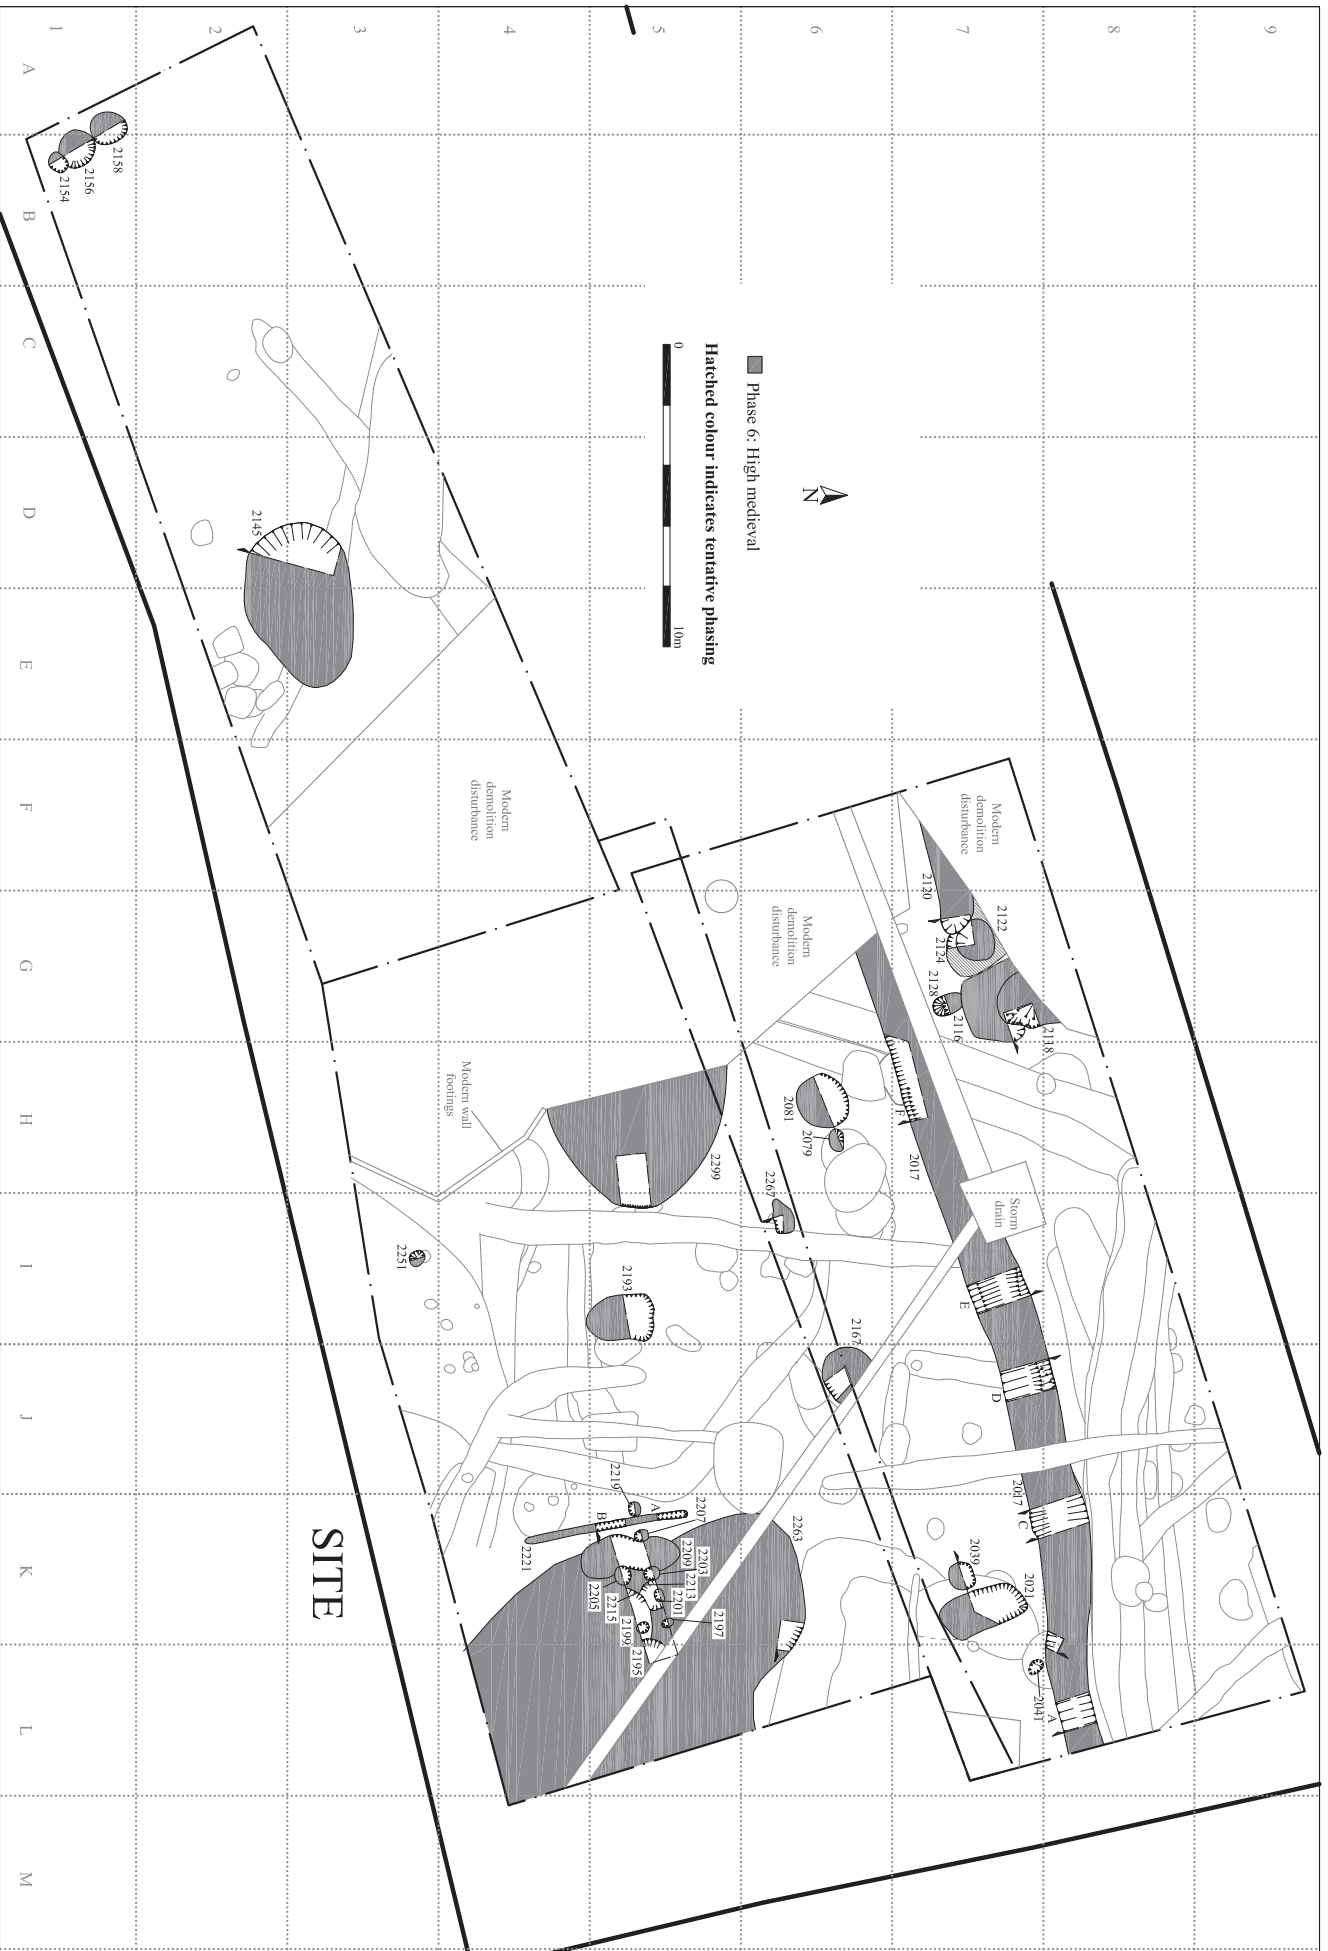 1
2
3
4
5
6
7
8
9
A
B
C
D
E
F
G
H
I
J
K
L
M
Phase 6: High medieval
Hatched colour indicates tentative phasing
0
10m
N
2158
2156
2154
2145
Modern
demolition
disturbance
Modern
demolition
disturbance
Modern
demolition
disturbance
2120
2122
2124
2128
2116
2118
2081
2079
F
2017
2299
2267
Modern wall
footings
Storm
drain
2251
2193
2167
E
D
2017
C
2219
A
B
2207
2221
2263
2209
2203
2213
2201
2197
2205
2215
2199
2195
2039
2021
2041
A
SITE